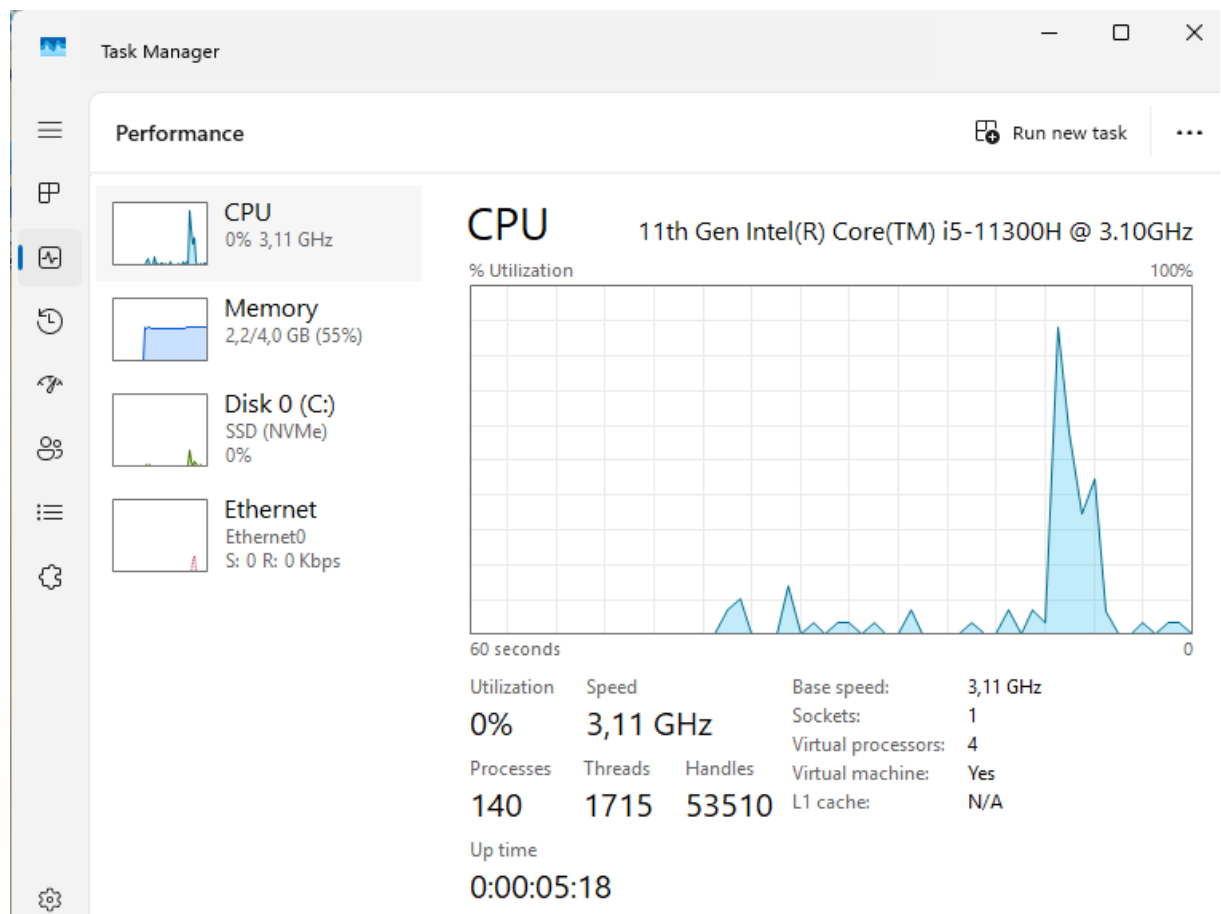 Task Manager
Performance
Run new task
CPU
0% 3,11 GHz
Memory
2,2/4,0 GB (55%)
Disk 0 (C:)
SSD (NVMe)
0%
Ethernet
Ethernet0
S: 0 R: 0 Kbps
CPU
11th Gen Intel(R) Core(TM) i5-11300H @ 3.10GHz
% Utilization 100%
60 seconds 0
Utilization Speed
0% 3,11 GHz
Processes Threads Handles
140 1715 53510
Up time
0:00:05:18
Base speed: 3,11 GHz
Sockets: 1
Virtual processors: 4
Virtual machine: Yes
L1 cache: N/A